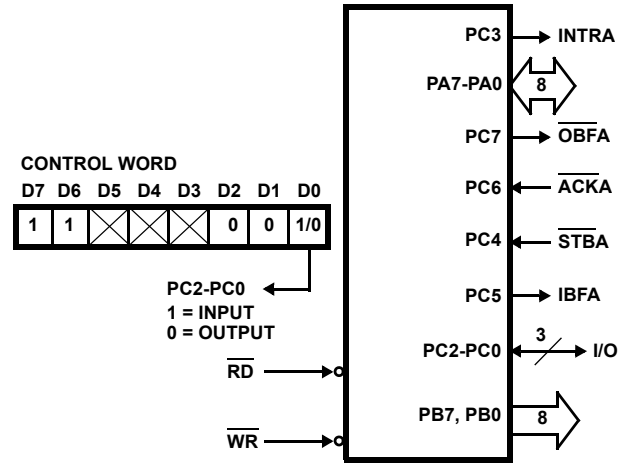 CONTROL WORD
D7 D6 D5 D4 D3 D2 D1 D0
1 1 0 0 1/0
PC2-PC0
1 = INPUT
0 = OUTPUT
RD
WR
PC3 INTRA
PA7-PA0 8
PC7 OBFA
PC6 ACKA
PC4 STBA
PC5 IBFA
PC2-PC0 3 I/O
PB7, PB0 8